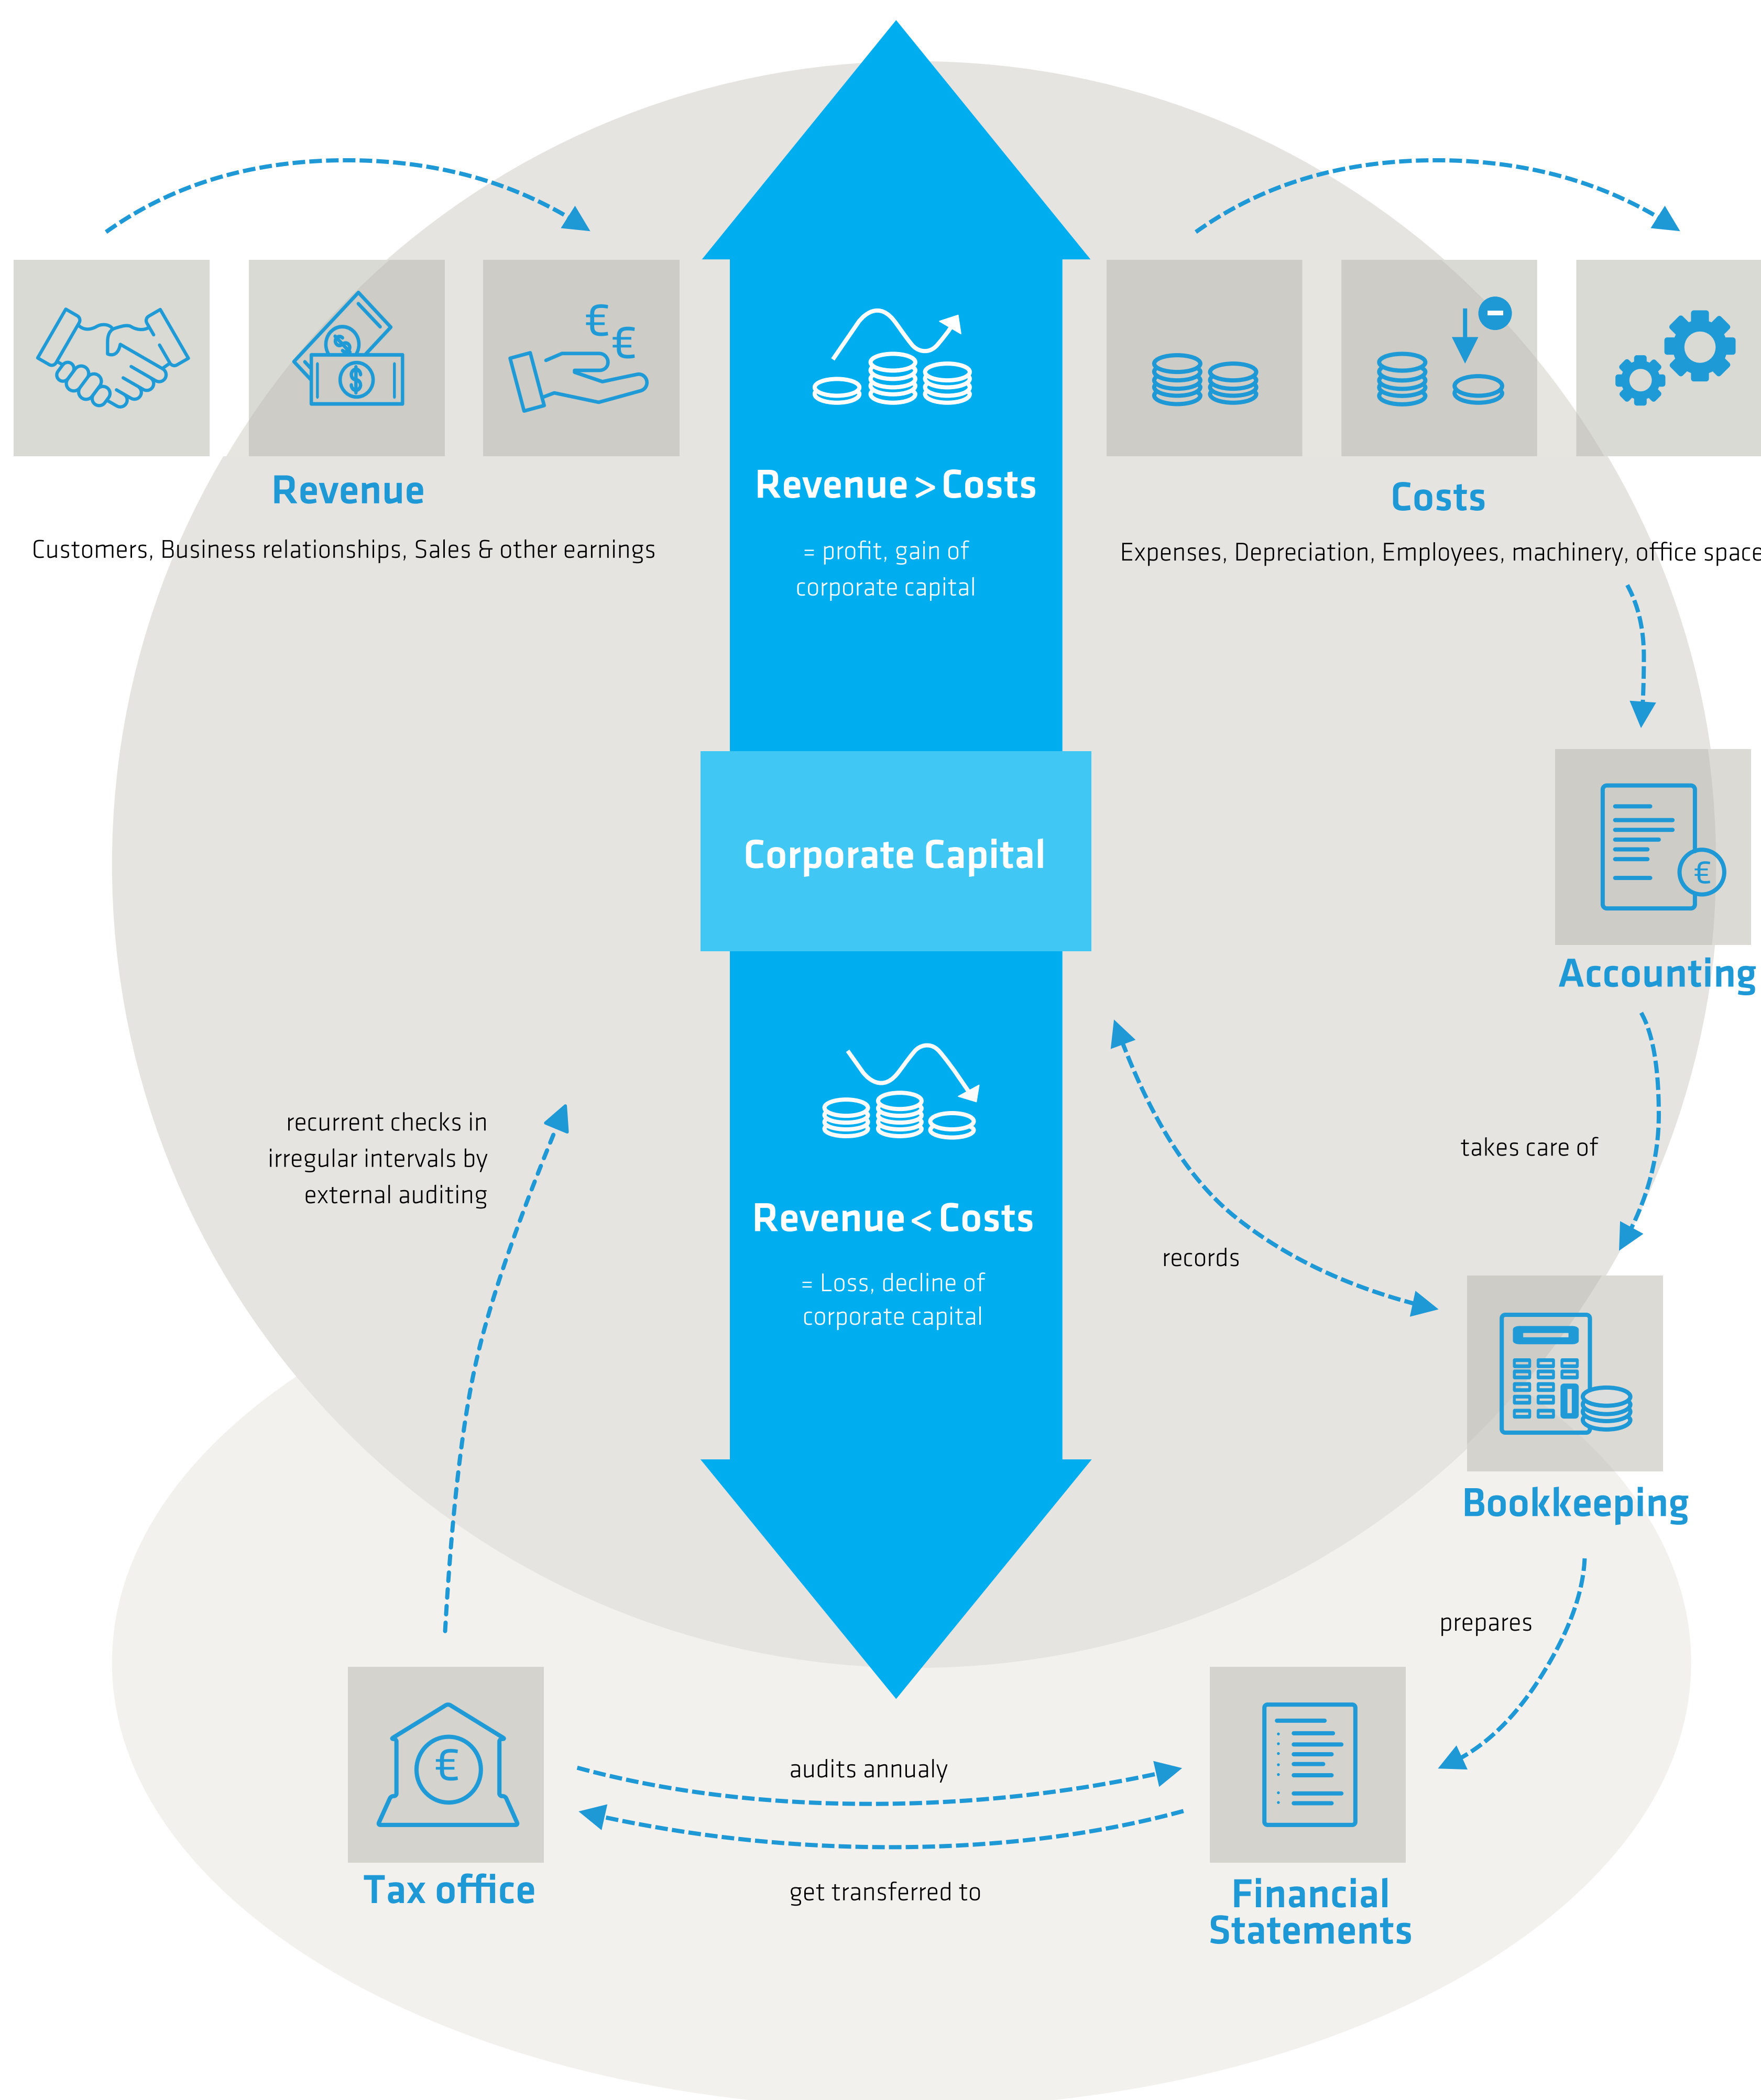 Revenue
Customers, Business relationships, Sales & other earnings
€
€
$
$
Revenue > Costs
= profit, gain of
corporate capital
Costs
Expenses, Depreciation, Employees, machinery, office space
Corporate Capital
€
Accounting
takes care of
records
Revenue < Costs
= Loss, decline of
corporate capital
recurrent checks in
irregular intervals by
external auditing
Bookkeeping
prepares
€
Tax office
audits annualy
get transferred to
Financial
Statements